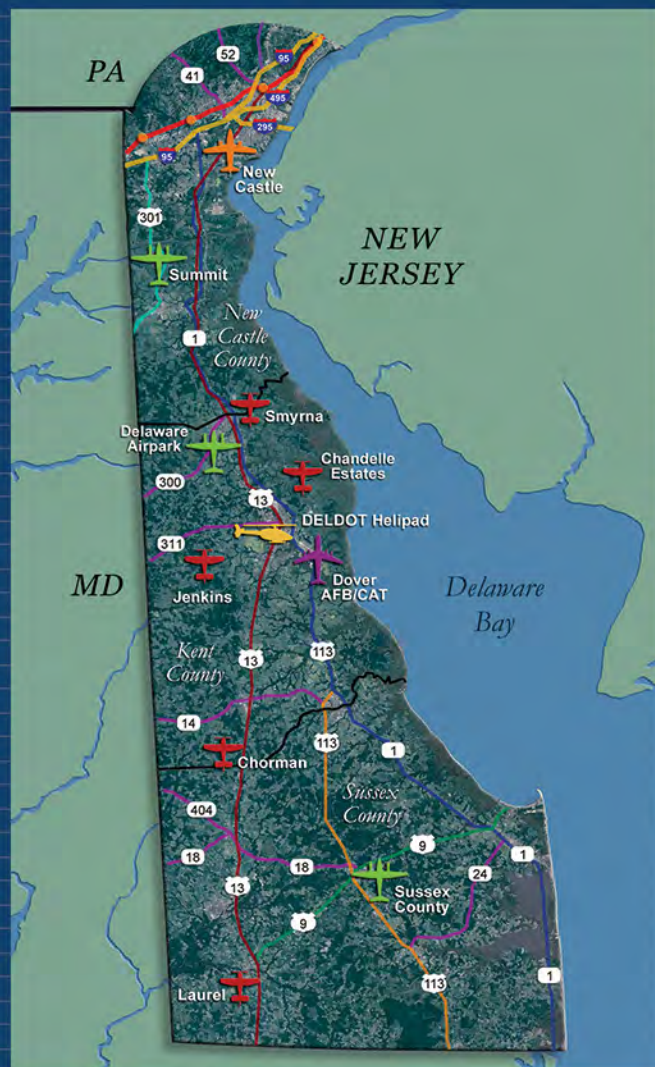 PA
52
41
95
495
295
95
New
Castle
301
NEW
JERSEY
Summit
New
Castle
County
1
Smyrna
Delaware
Airpark
Chandelle
Estates
300
13
DELDOT Helipad
311
Jenkins
Dover
AFB/CAT
MD
Delaware
Bay
Kent
County
13
113
14
113
Chorman
1
Sussex
County
404
18
9
1
18
24
13
Sussex
County
9
Laurel
113
1